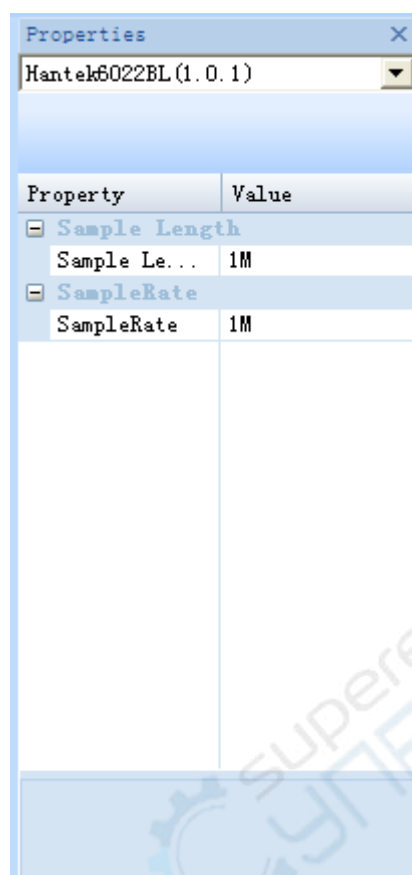 Properties
Hantek6022BL(1.0.1)
Property Value
Sample Length
Sample Le... 1M
SampleRate
SampleRate 1M